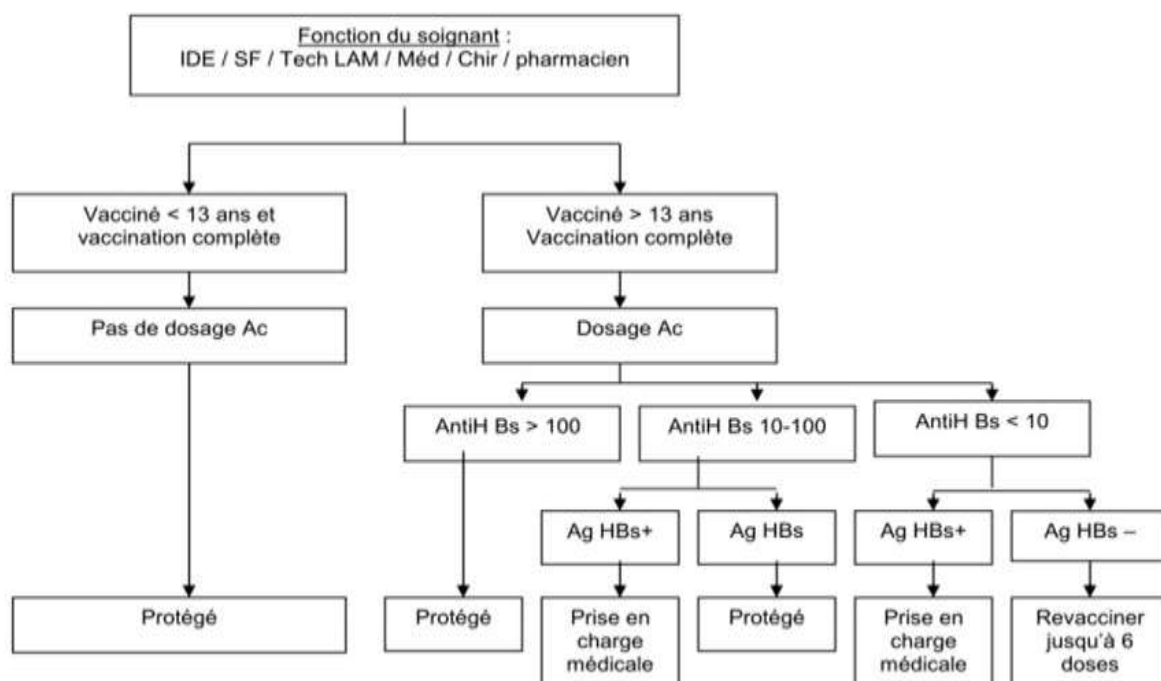 Fonction du soignant :
IDE / SF / Tech LAM / Méd / Chir / pharmacien
Vacciné < 13 ans et
vaccination complète
Vacciné > 13 ans
Vaccination complète
Pas de dosage Ac
Dosage Ac
AntiH Bs > 100
AntiH Bs 10-100
AntiH Bs < 10
Ag HBs+
Ag HBs
Ag HBs+
Ag HBs –
Protégé
Protégé
Prise en
charge
médicale
Protégé
Prise en
charge
médicale
Revacciner
jusqu'à 6
doses